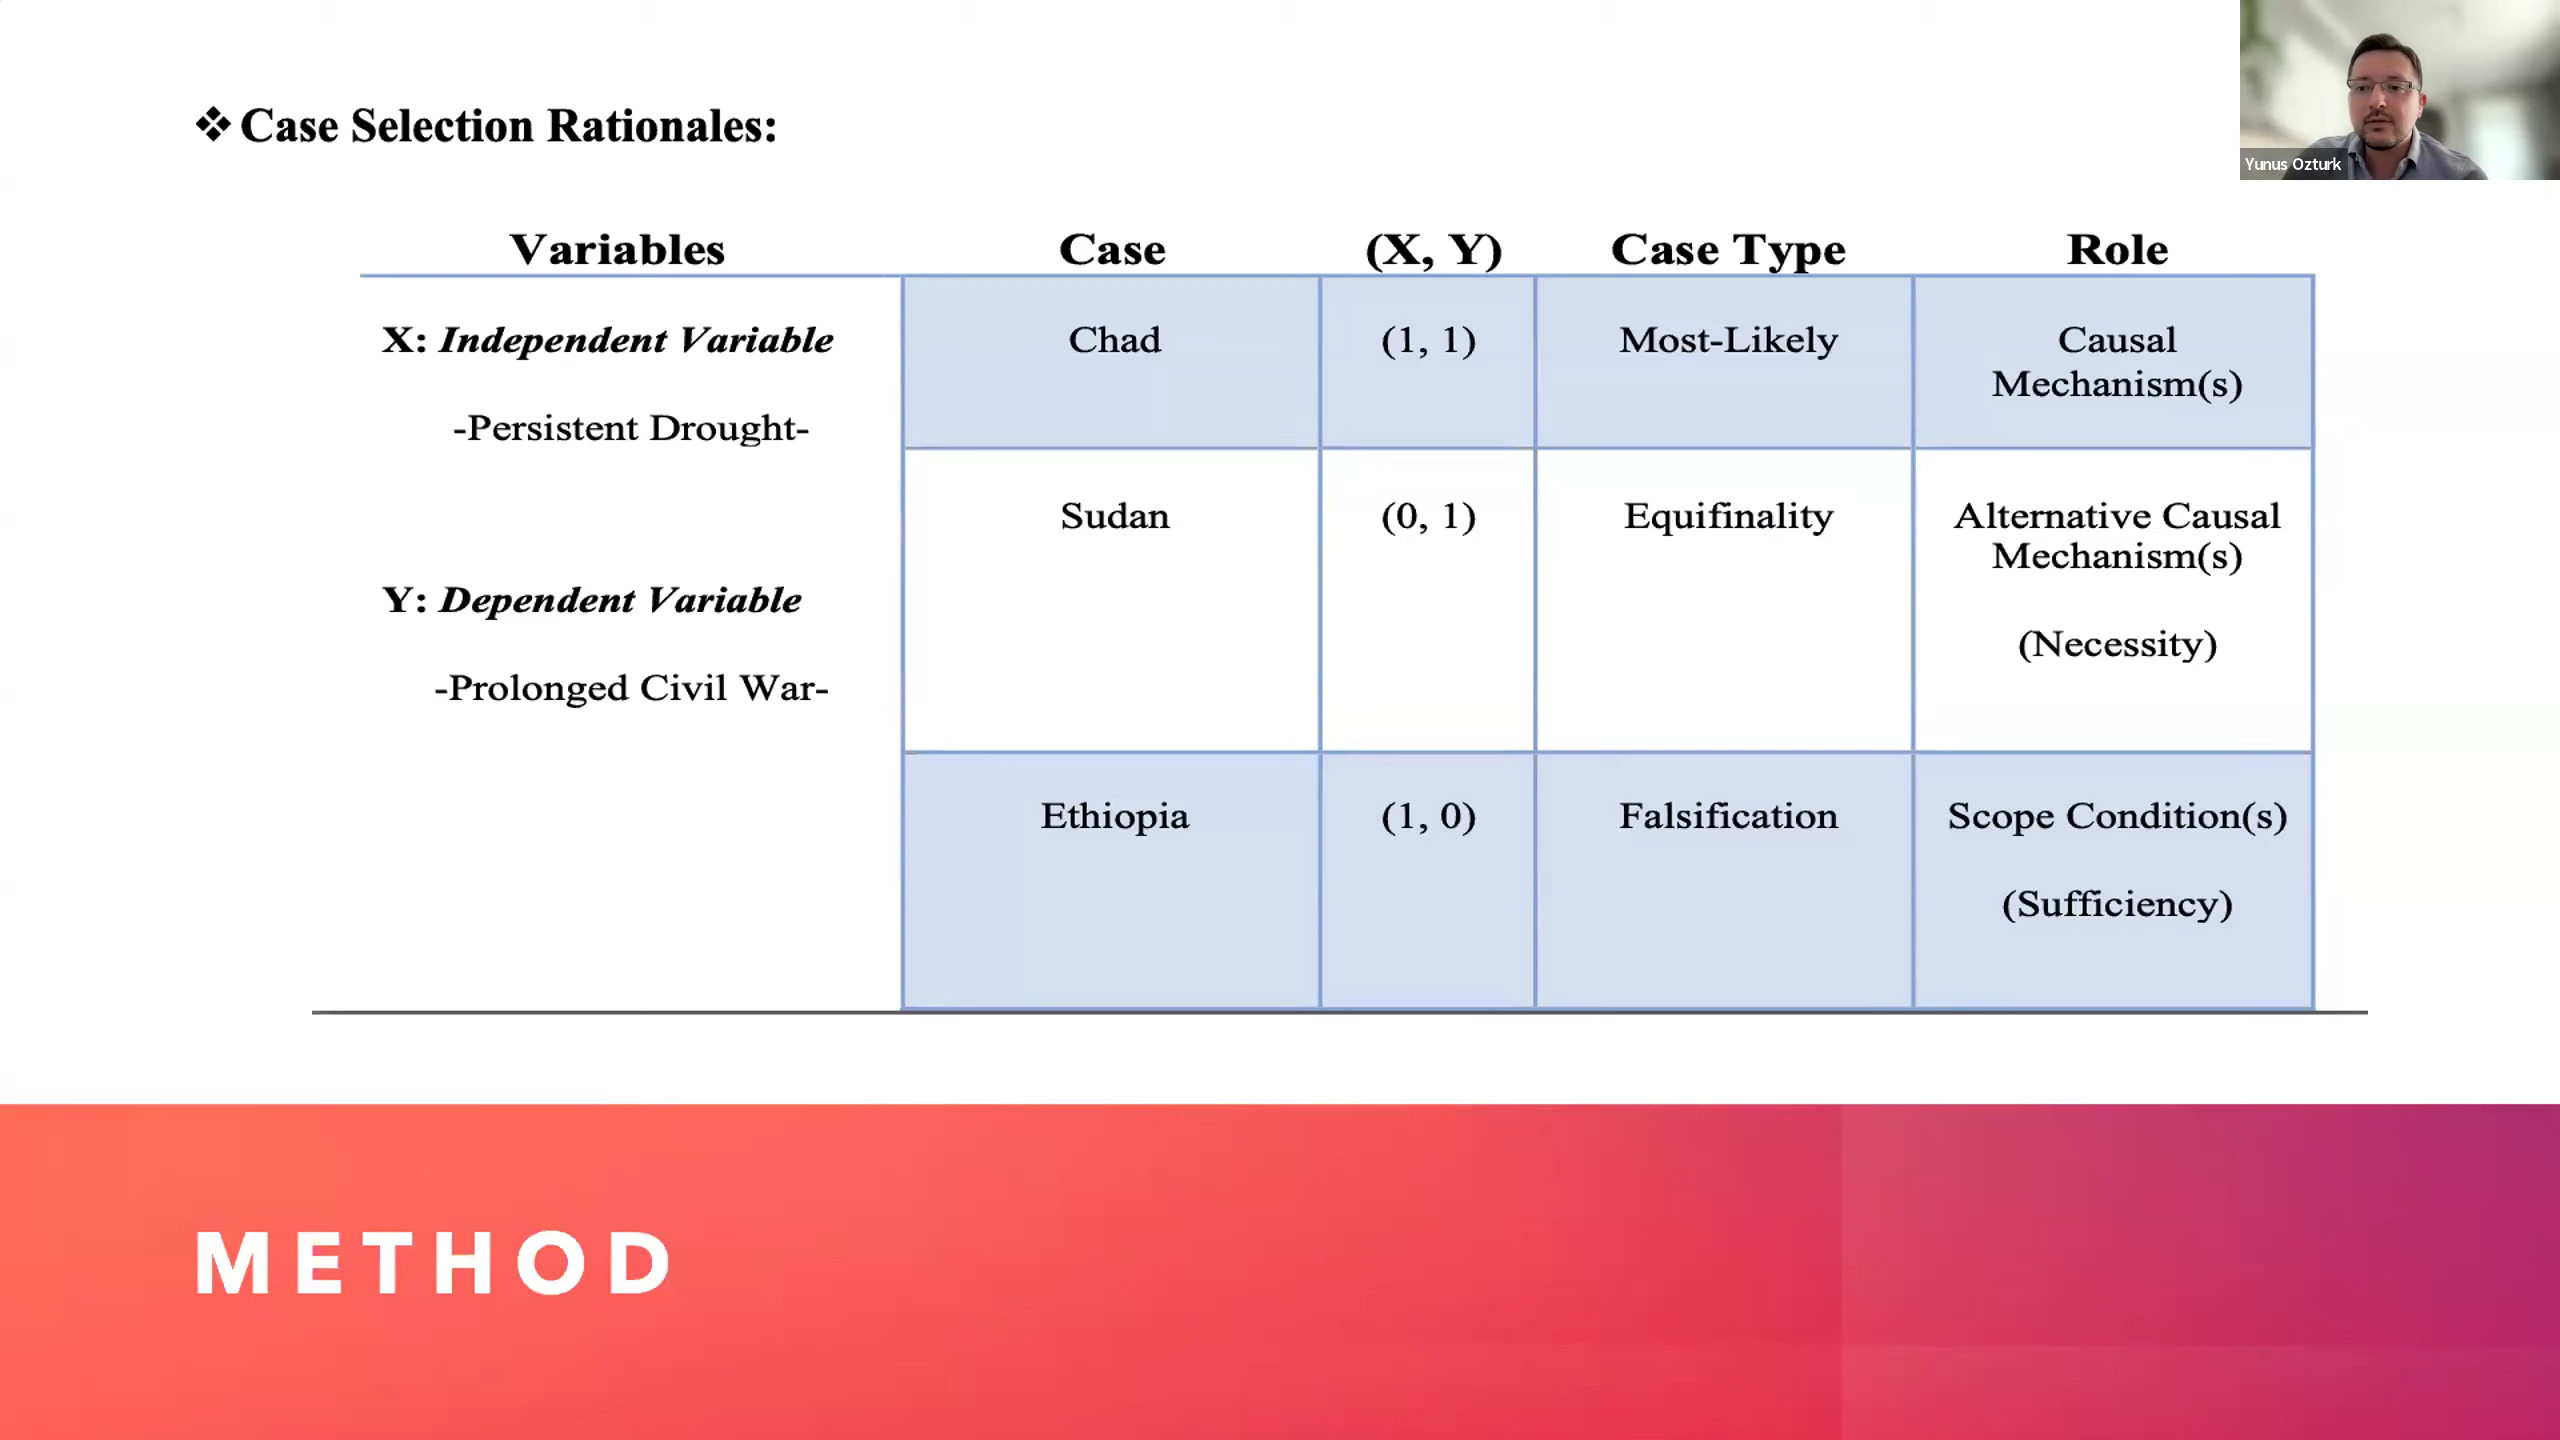 ❖ Case Selection Rationales:
Yunus Ozturk
Variables Case (X, Y) Case Type Role
X: Independent Variable
-Persistent Drought-
Y: Dependent Variable
-Prolonged Civil War-
Chad (1, 1) Most-Likely Causal
Mechanism(s)
Sudan (0, 1) Equifinality Alternative Causal
Mechanism(s)
(Necessity)
Ethiopia (1, 0) Falsification Scope Condition(s)
(Sufficiency)
METHOD